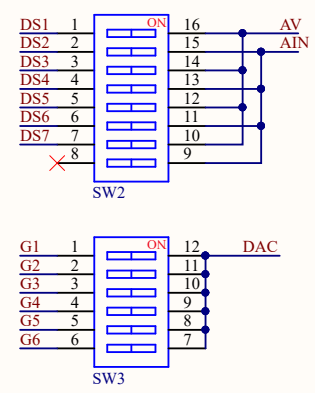 ON
DS1 1 16 AV
DS2 2 15 AIN
DS3 3 14
DS4 4 13
DS5 5 12
DS6 6 11
DS7 7 10
8 9
SW2
ON
G1 1 12 DAC
G2 2 11
G3 3 10
G4 4 9
G5 5 8
G6 6 7
SW3